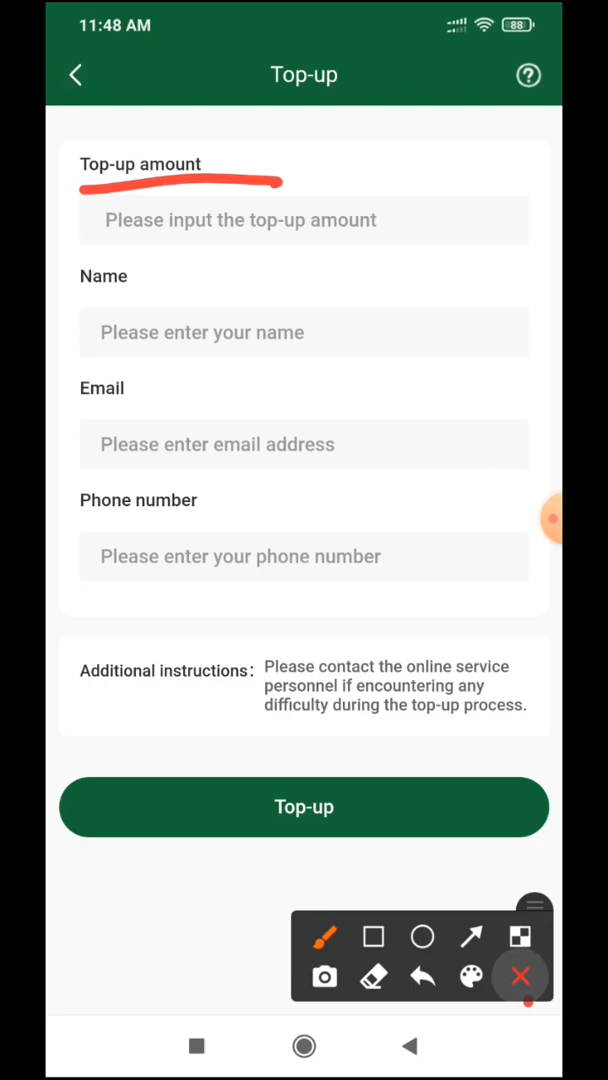 11:48 AM
88
Top-up
Top-up amount
Please input the top-up amount
Name
Please enter your name
Email
Please enter email address
Phone number
Please enter your phone number
Additional instructions: Please contact the online service
personnel if encountering any
difficulty during the top-up process.
Top-up